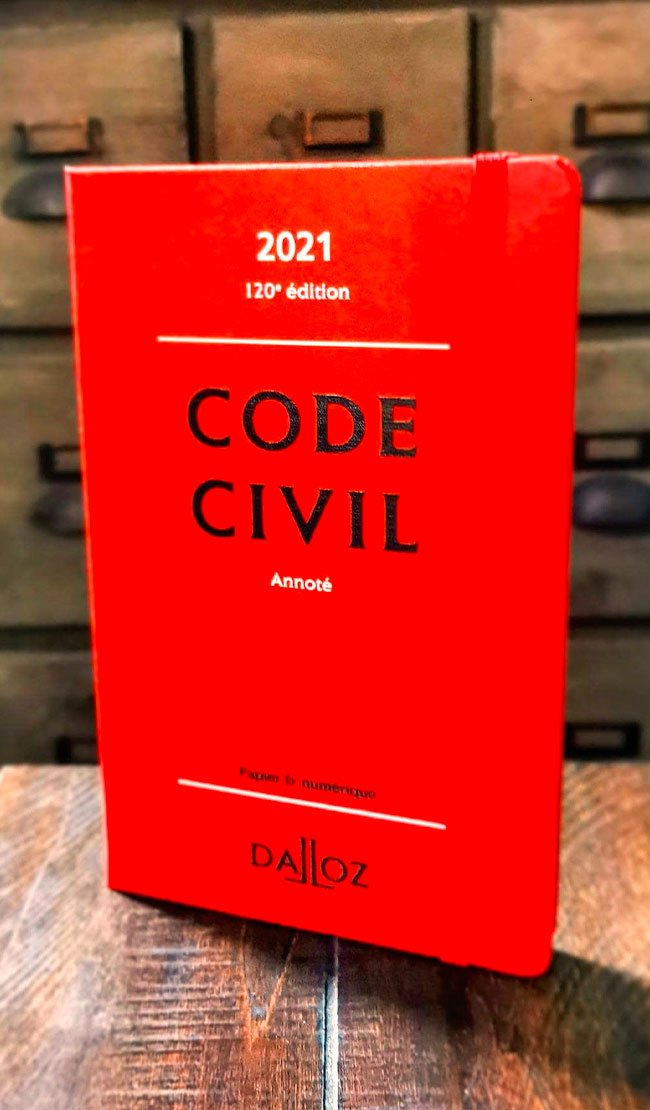 2021
120e édition
CODE
CIVIL
Annoté
Papier & numérique
DALLOZ